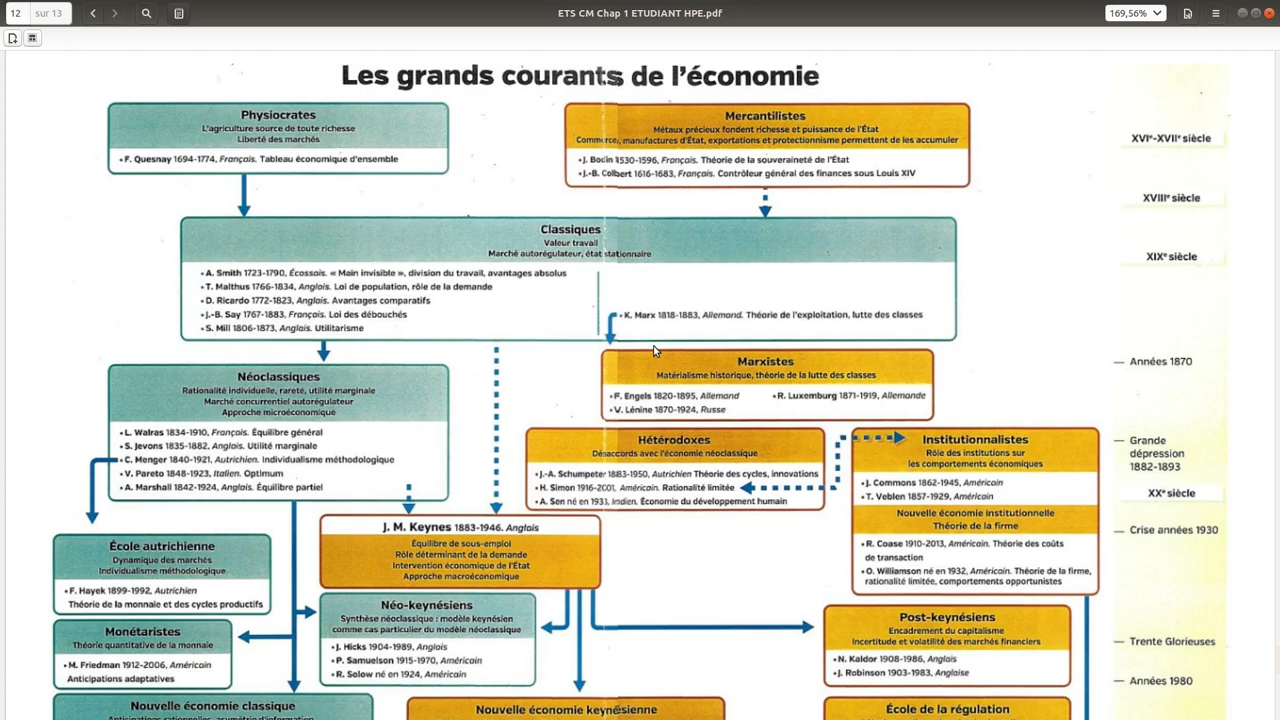 12 sur 13
ETS CM Chap 1 ETUDIANT HPE.pdf
169,56%
Les grands courants de l'économie
Physiocrates
L'agriculture source de toute richesse
Liberté des marchés
• F. Quesnay 1694-1774, Français. Tableau économique d'ensemble
Mercantilistes
Métaux précieux fondent richesse et puissance de l'État
Commerce, manufactures d'État, exportations et protectionnisme permettent de les accumuler
• J. Bodin 1530-1596, Français. Théorie de la souveraineté de l'État
• J.-B. Colbert 1616-1683, Français. Contrôleur général des finances sous Louis XIV
XVIe-XVIIe siècle
XVIIIe siècle
Classiques
Valeur travail
Marché autorégulateur, état stationnaire
• A. Smith 1723-1790, Écossais. « Main invisible », division du travail, avantages absolus
• T. Malthus 1766-1834, Anglais. Loi de population, rôle de la demande
• D. Ricardo 1772-1823, Anglais. Avantages comparatifs
• J.-B. Say 1767-1883, Français. Loi des débouchés
• S. Mill 1806-1873, Anglais. Utilitarisme
• K. Marx 1818-1883, Allemand. Théorie de l'exploitation, lutte des classes
XIXe siècle
Néoclassiques
Rationalité individuelle, rareté, utilité marginale
Marché concurrentiel autorégulateur
Approche microéconomique
• L. Walras 1834-1910, Français. Équilibre général
• S. Jevons 1835-1882, Anglais. Utilité marginale
• C. Menger 1840-1921, Autrichien. Individualisme méthodologique
• V. Pareto 1848-1923, Italien. Optimum
• A. Marshall 1842-1924, Anglais. Équilibre partiel
Marxistes
Matérialisme historique, théorie de la lutte des classes
• F. Engels 1820-1895, Allemand
• R. Luxemburg 1871-1919, Allemande
• V. Lénine 1870-1924, Russe
Années 1870
Hétérodoxes
Désaccords avec l'économie néoclassique
• J.-A. Schumpeter 1883-1950, Autrichien Théorie des cycles, innovations
• H. Simon 1916-2001, Américain. Rationalité limitée
• A. Sen né en 1933, Indien. Économie du développement humain
Institutionnalistes
Rôle des institutions sur
les comportements économiques
• J. Commons 1862-1945, Américain
• T. Veblen 1857-1929, Américain
Nouvelle économie institutionnelle
Théorie de la firme
• R. Coase 1910-2013, Américain. Théorie des coûts
de transaction
• O. Williamson né en 1932, Américain. Théorie de la firme,
rationalité limitée, comportements opportunistes
Grande
dépression
1882-1893
XXe siècle
Crise années 1930
J. M. Keynes 1883-1946. Anglais
Équilibre de sous-emploi
Rôle déterminant de la demande
Intervention économique de l'État
Approche macroéconomique
École autrichienne
Dynamique des marchés
Individualisme méthodologique
• F. Hayek 1899-1992, Autrichien
Théorie de la monnaie et des cycles productifs
Néo-keynésiens
Synthèse néoclassique : modèle keynésien
comme cas particulier du modèle néoclassique
• J. Hicks 1904-1989, Anglais
• P. Samuelson 1915-1970, Américain
• R. Solow né en 1924, Américain
Monétaristes
Théorie quantitative de la monnaie
• M. Friedman 1912-2006, Américain
Anticipations adaptatives
Post-keynésiens
Encadrement du capitalisme
Incertitude et volatilité des marchés financiers
• N. Kaldor 1908-1986, Anglais
• J. Robinson 1903-1983, Anglaise
Trente Glorieuses
Années 1980
Nouvelle économie classique
Anticipations rationnelles, asymétrie d'information
Nouvelle économie keynésienne
École de la régulation